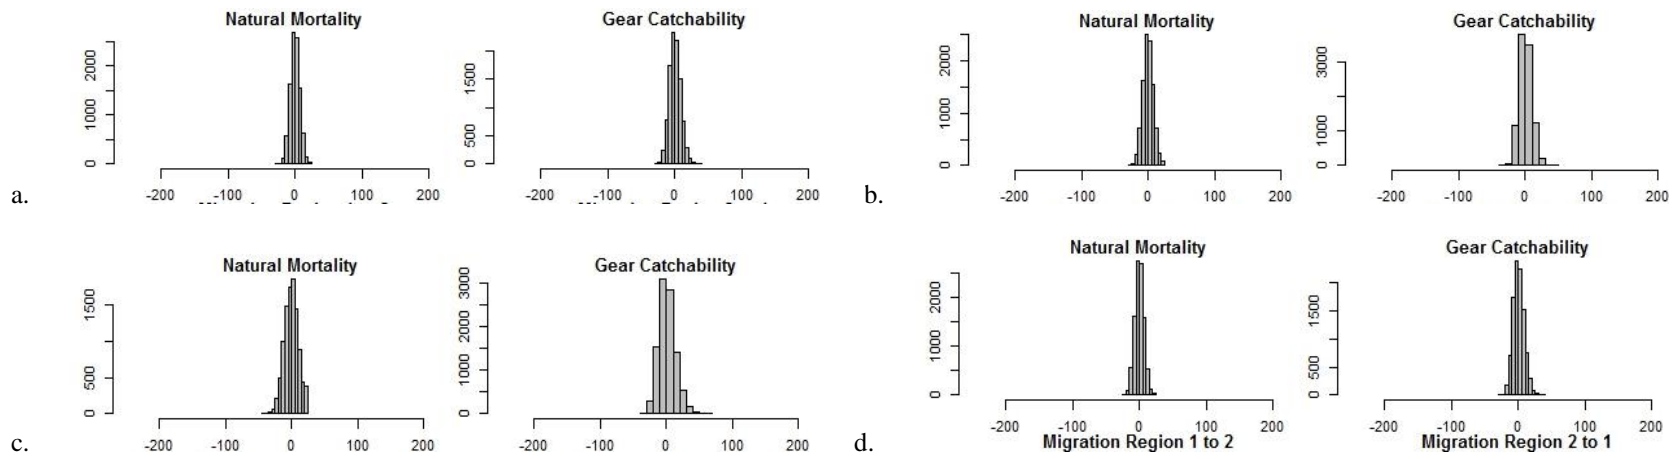 Natural Mortality
Gear Catchability
0 1000 2000
-200 -100 0 100 200
0 500 1500
-200 -100 0 100 200
a.
Natural Mortality
Gear Catchability
0 1000 2000
-200 -100 0 100 200
0 1000 3000
-200 -100 0 100 200
b.
Natural Mortality
Gear Catchability
0 500 1500
-200 -100 0 100 200
0 1000 2000 3000
-200 -100 0 100 200
c.
Natural Mortality
Gear Catchability
0 1000 2000
-200 -100 0 100 200
0 500 1500
-200 -100 0 100 200
d.
Migration Region 1 to 2
Migration Region 2 to 1